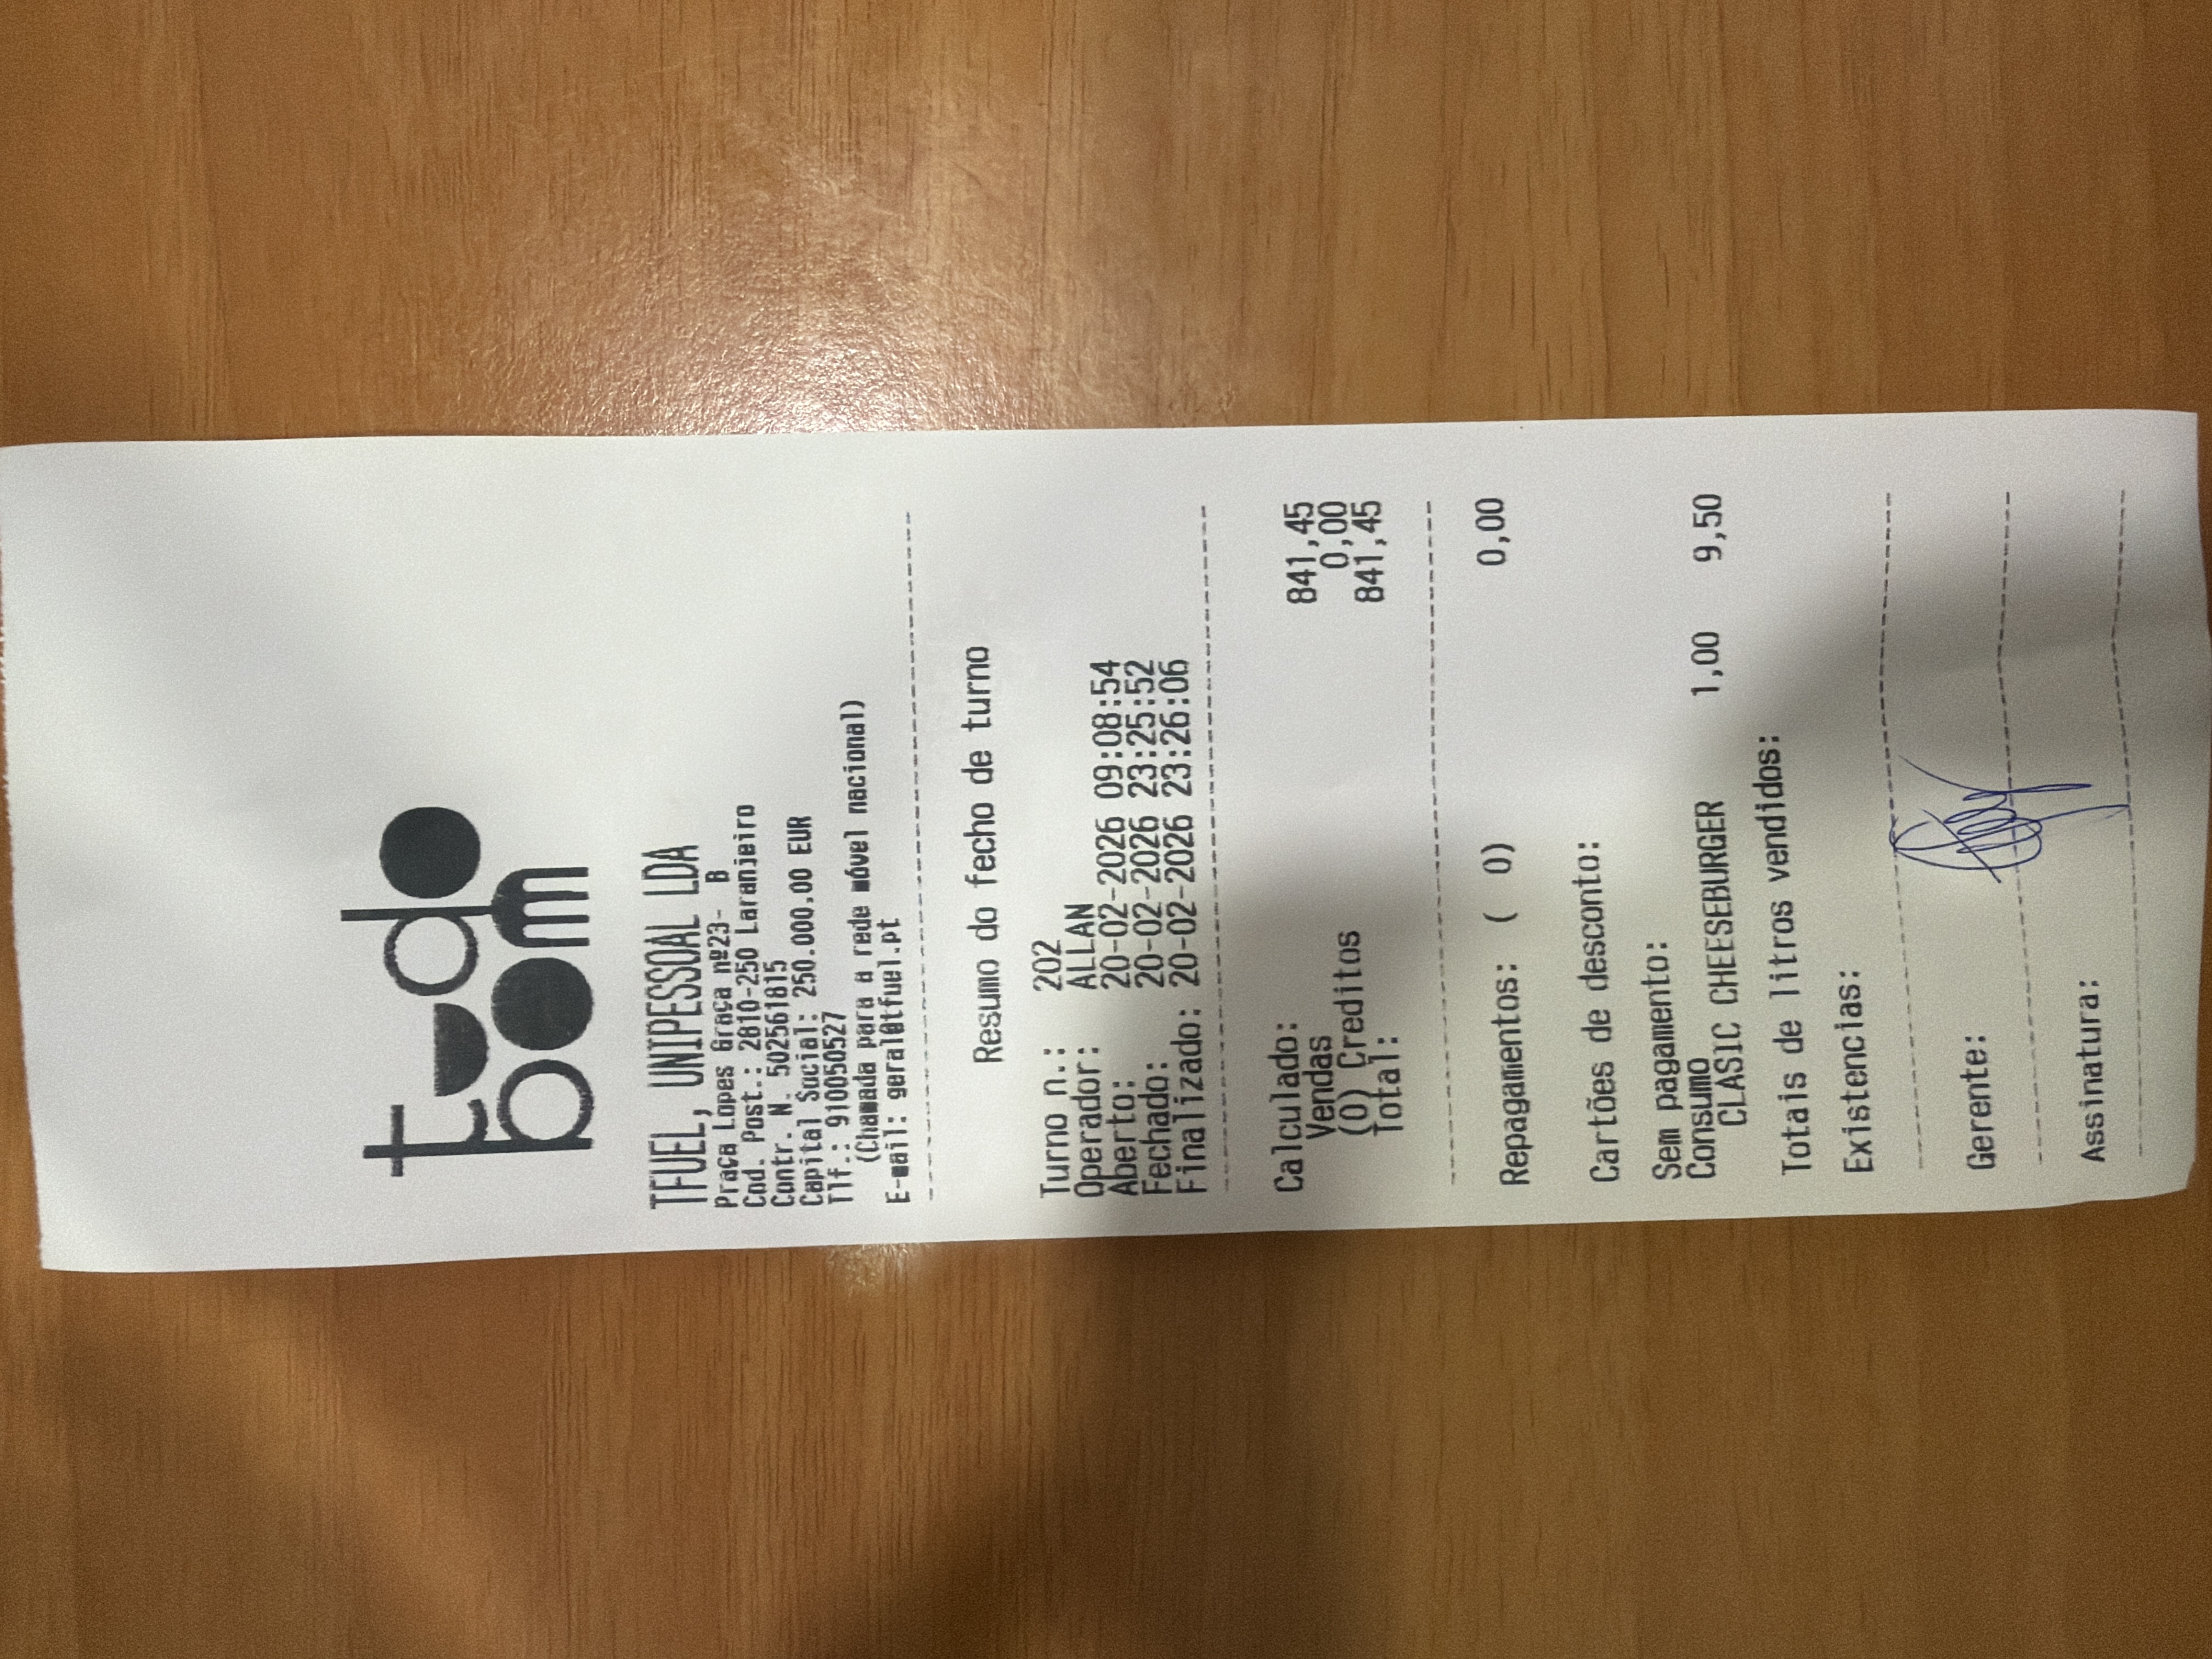 tudo
bom
TFUEL, UNIPESSOAL LDA
Praça Lopes Graça nº23- B
Cod. Post.: 2810-250 Laranjeiro
Contr. N. 502561815
Capital Social: 250.000,00 EUR
Tlf.: 910050527
(Chamada para a rede móvel nacional)
E-mail: geral@tfuel.pt
Resumo do fecho de turno
Turno n.: 202
Operador: ALLAN
Aberto: 20-02-2026 09:08:54
Fechado: 20-02-2026 23:25:52
Finalizado: 20-02-2026 23:26:06
Calculado:
Vendas 841,45
(0) Creditos 0,00
Total: 841,45
Repagamentos: ( 0) 0,00
Cartões de desconto:
Sem pagamento:
Consumo
CLASIC CHEESEBURGER 1,00 9,50
Totais de litros vendidos:
Existencias:
Gerente:
Assinatura: